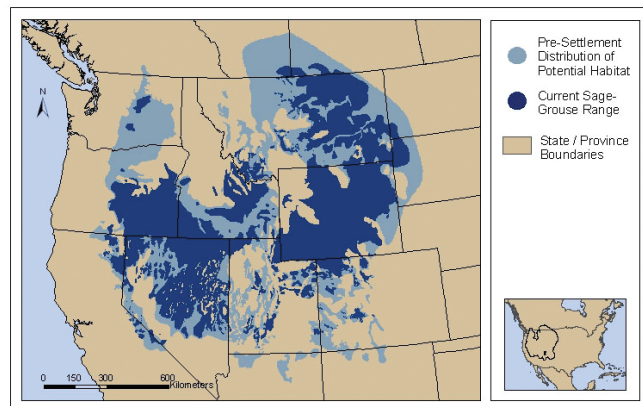 Pre-Settlement
Distribution of
Potential Habitat
Current Sage-
Grouse Range
State / Province
Boundaries
N
0 150 300 600
Kilometers